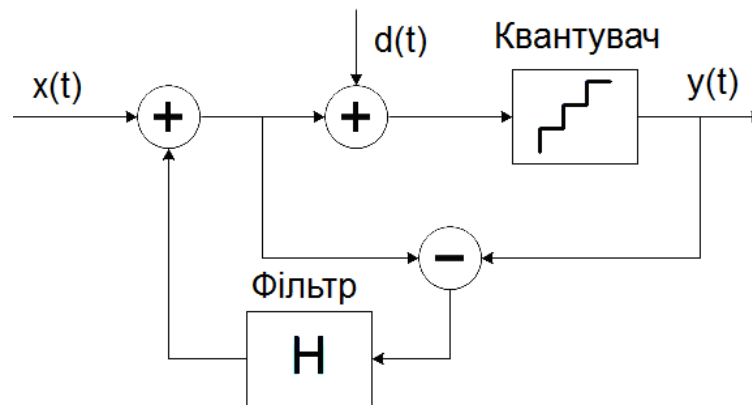 d(t)
Квантувач
x(t)
y(t)
+
+
−
Фільтр
H